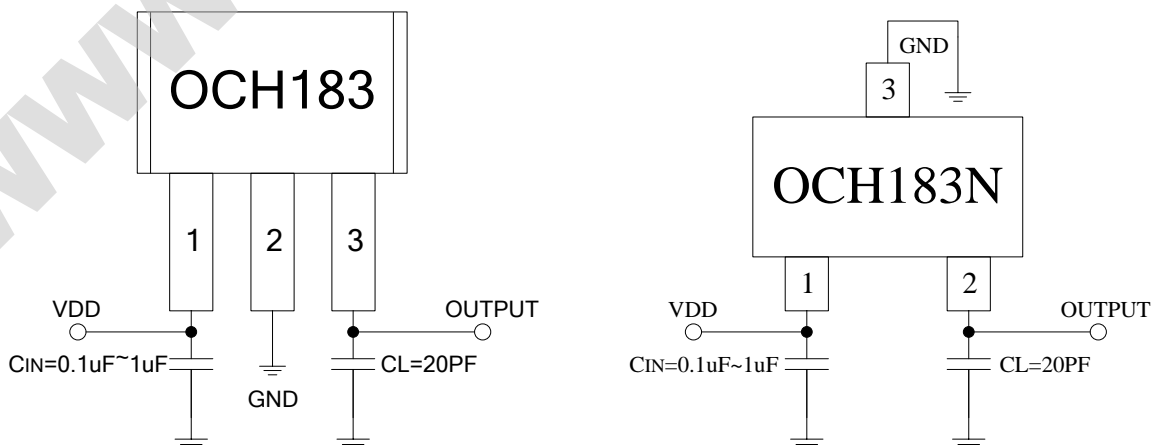 OCH183
1 2 3
VDD
OUTPUT
CIN=0.1uF~1uF
CL=20PF
GND
GND
3
OCH183N
1 2
VDD
OUTPUT
CIN=0.1uF~1uF
CL=20PF